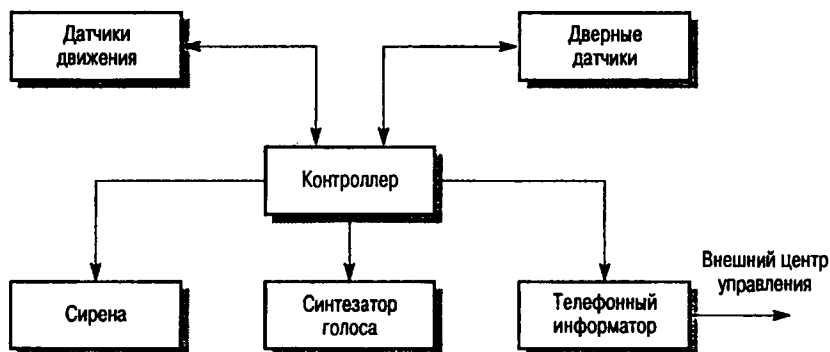 Датчики
движения
Дверные
датчики
Контроллер
Внешний центр
управления
Сирена
Синтезатор
голоса
Телефонный
информатор